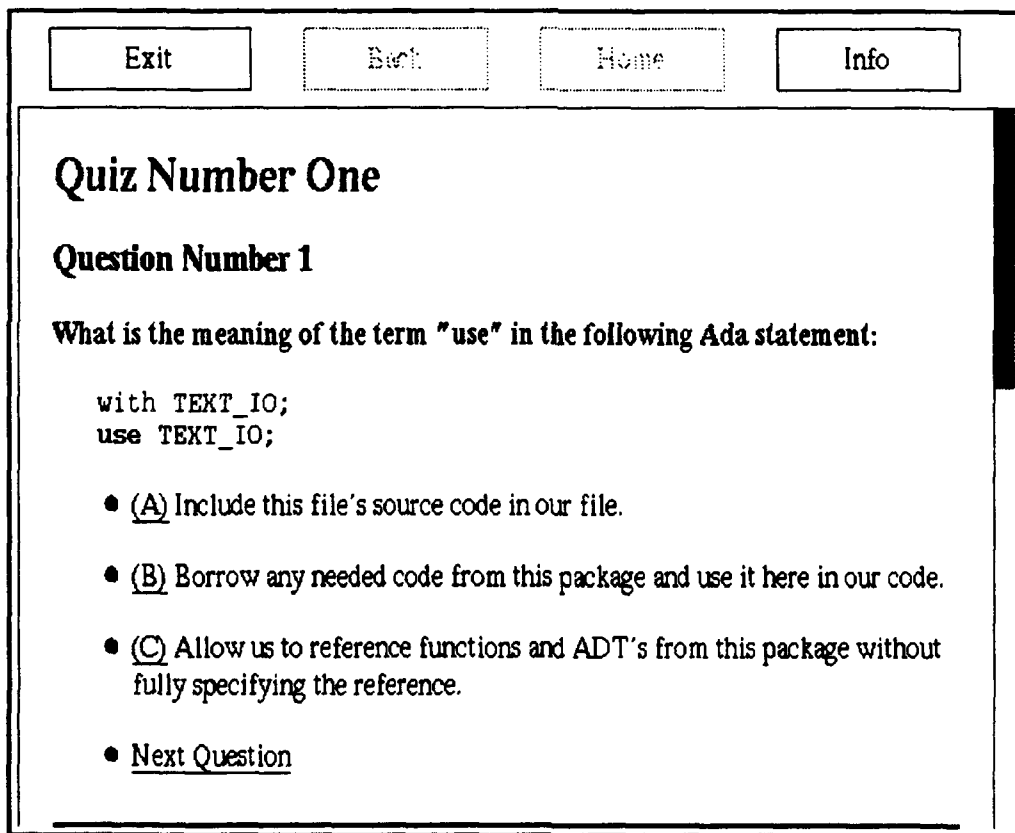 Exit Back Home Info
Quiz Number One
Question Number 1
What is the meaning of the term "use" in the following Ada statement:
with TEXT_IO;
use TEXT_IO;
(A) Include this file's source code in our file.
(B) Borrow any needed code from this package and use it here in our code.
(C) Allow us to reference functions and ADT's from this package without
fully specifying the reference.
Next Question